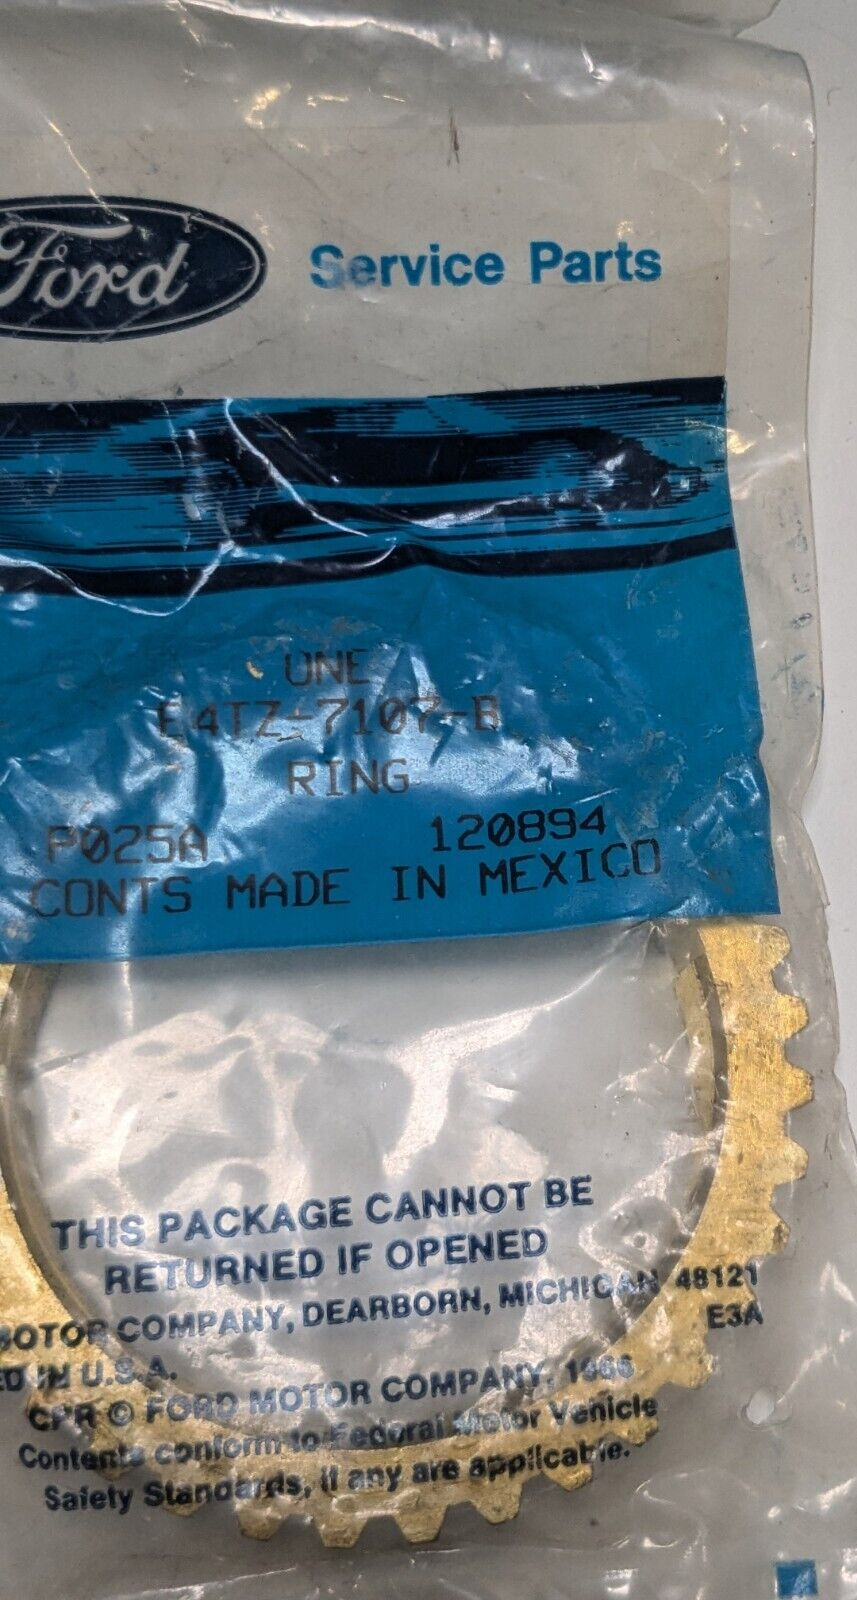 Ford Service Parts
ONE
E4TZ-7107-B
RING
P025A 120894
CONTS MADE IN MEXICO
THIS PACKAGE CANNOT BE
RETURNED IF OPENED
MOTOR COMPANY, DEARBORN, MICHIGAN 48121
E3A
ED IN U.S.A.
CPR © FORD MOTOR COMPANY, 1966
Contents conform to Federal Motor Vehicle
Safety Standards, if any are applicable.